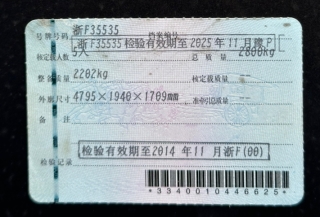 号牌号码 浙F35535 档案编号
浙F35535检验有效期至2025年11月豫P
核定载人数 5人 总质量 2800kg
整备质量 2202kg 核定载质量 --
外廓尺寸 4795×1940×1709mm 准牵引总质量 --
备注
检验有效期至2014年11月浙F(00)
检验记录
*3340010446625*